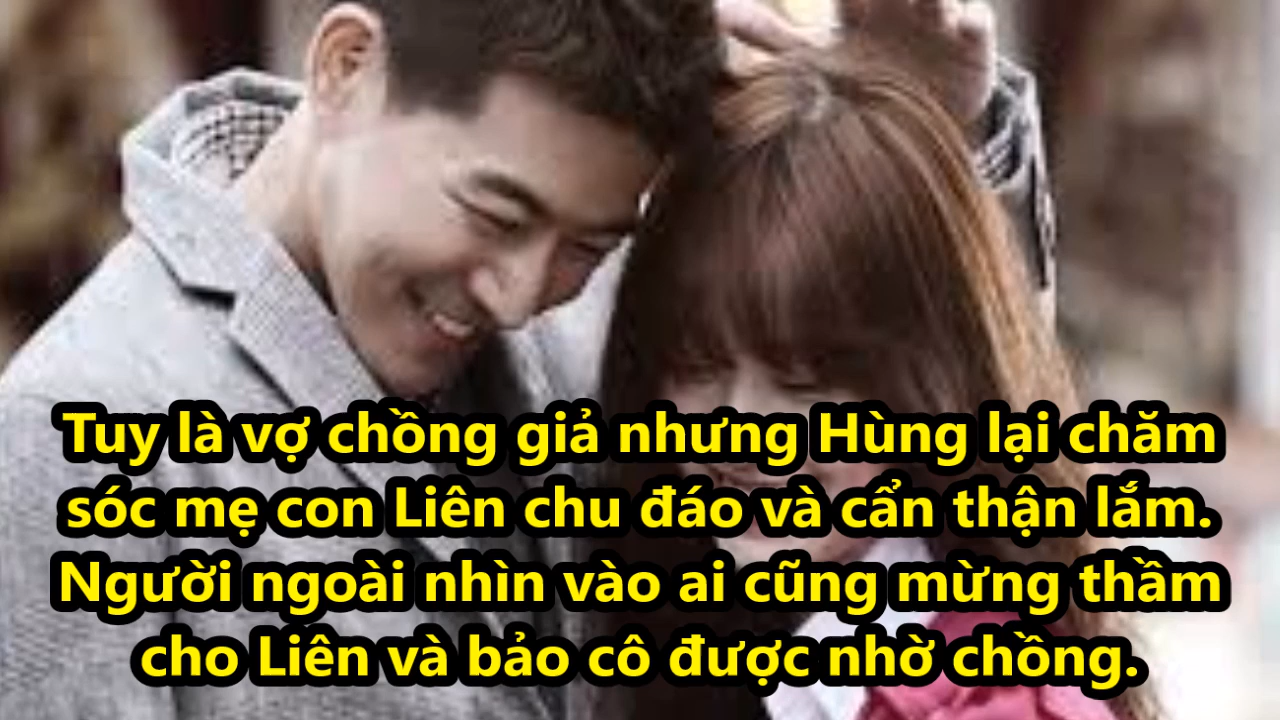 Tuy là vợ chồng giả nhưng Hùng lại chăm
sóc mẹ con Liên chu đáo và cẩn thận lắm.
Người ngoài nhìn vào ai cũng mừng thầm
cho Liên và bảo cô được nhờ chồng.